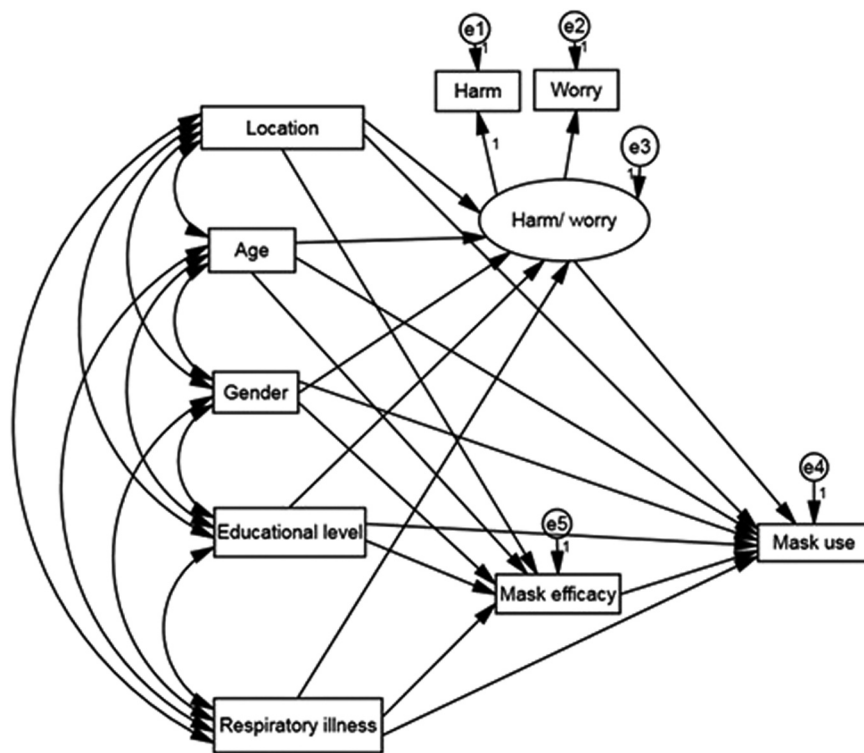 e1
1
e2
1
Harm
Worry
Location
1
e3
1
Harm/ worry
Age
Gender
e4
1
Educational level
e5
1
Mask use
Mask efficacy
Respiratory illness